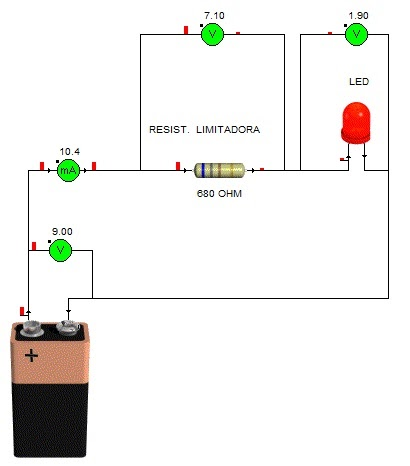 7.10
1.90
V
V
LED
RESIST. LIMITADORA
10.4
mA
680 OHM
9.00
V
+